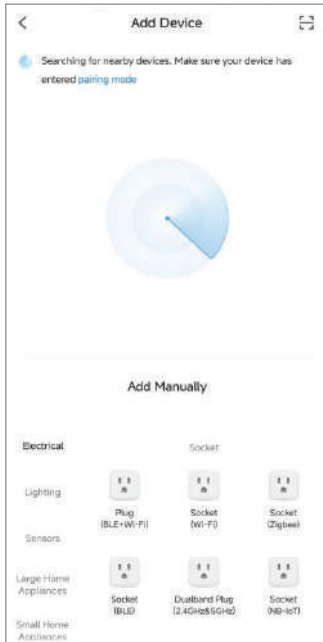 Add Device
Searching for nearby devices. Make sure your device has
entered pairing mode
Add Manually
Electrical
Socket
Lighting
Plug
(BLE+Wi-Fi)
Socket
(Wi-Fi)
Socket
(Zigbee)
Sensors
Large Home
Appliances
Socket
(BLE)
Dualband Plug
(2.4GHz&5GHz)
Socket
(NB-IoT)
Small Home
Appliances